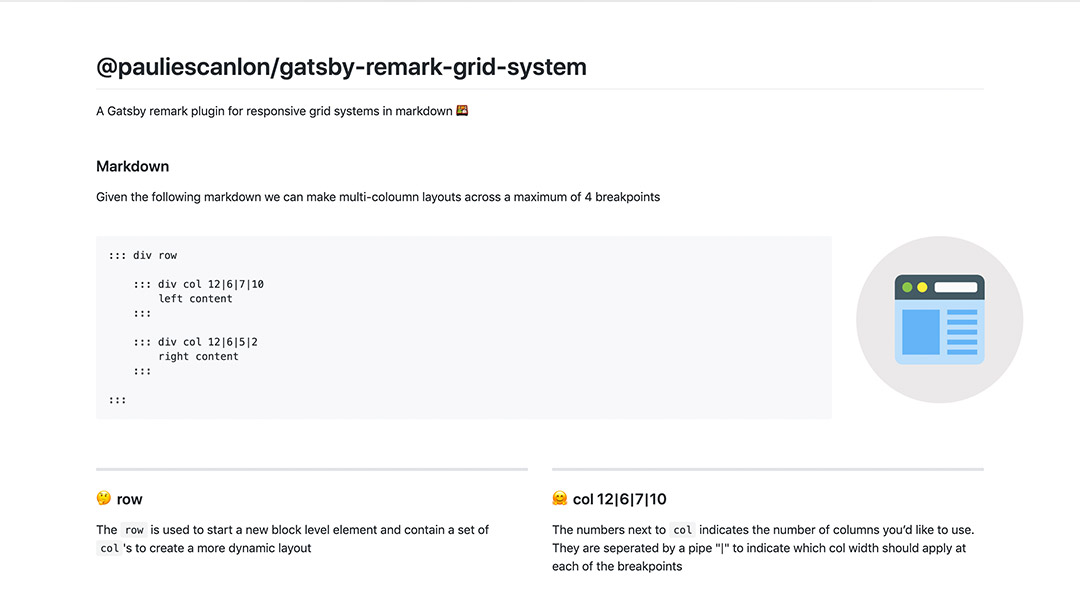 @pauliescanlon/gatsby-remark-grid-system
A Gatsby remark plugin for responsive grid systems in markdown 🍱
Markdown
Given the following markdown we can make multi-coloumn layouts across a maximum of 4 breakpoints
::: div row
::: div col 12|6|7|10
left content
:::
::: div col 12|6|5|2
right content
:::
:::
🤔 row
The row is used to start a new block level element and contain a set of
col 's to create a more dynamic layout
🤗 col 12|6|7|10
The numbers next to col indicates the number of columns you’d like to use.
They are seperated by a pipe "|" to indicate which col width should apply at
each of the breakpoints